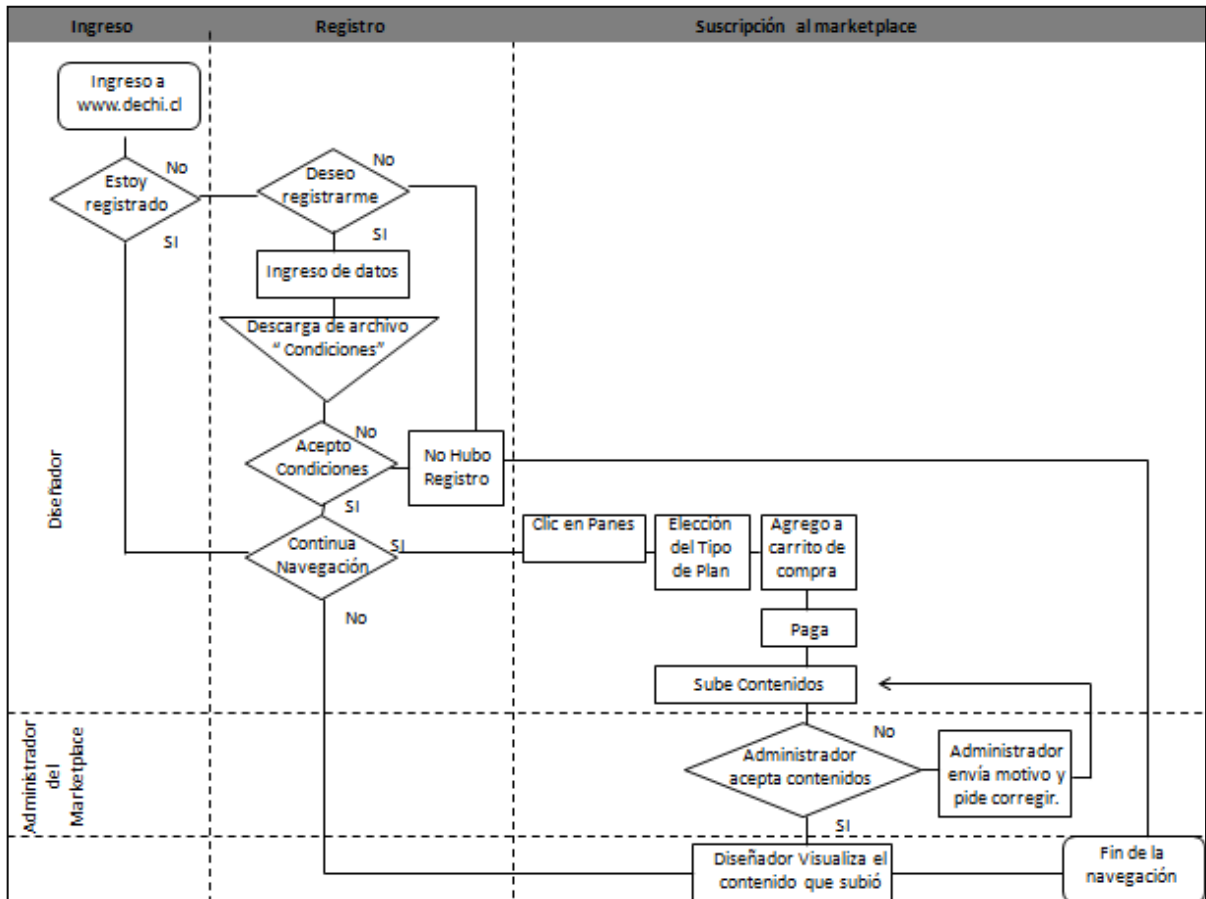 Ingreso
Registro
Suscripción al marketplace
Ingreso a
www.dechi.cl
No
Estoy
registrado
SI
No
Deseo
registrarme
SI
Ingreso de datos
Descarga de archivo
“ Condiciones”
No
Acepto
Condiciones
SI
No Hubo
Registro
Diseñador
Continua
Navegación
SI
No
Clic en Panes
Elección
del Tipo
de Plan
Agrego a
carrito de
compra
Paga
Sube Contenidos
Administrador
del
Marketplace
No
Administrador
acepta contenidos
SI
Administrador
envía motivo y
pide corregir.
Diseñador Visualiza el
contenido que subió
Fin de la
navegación